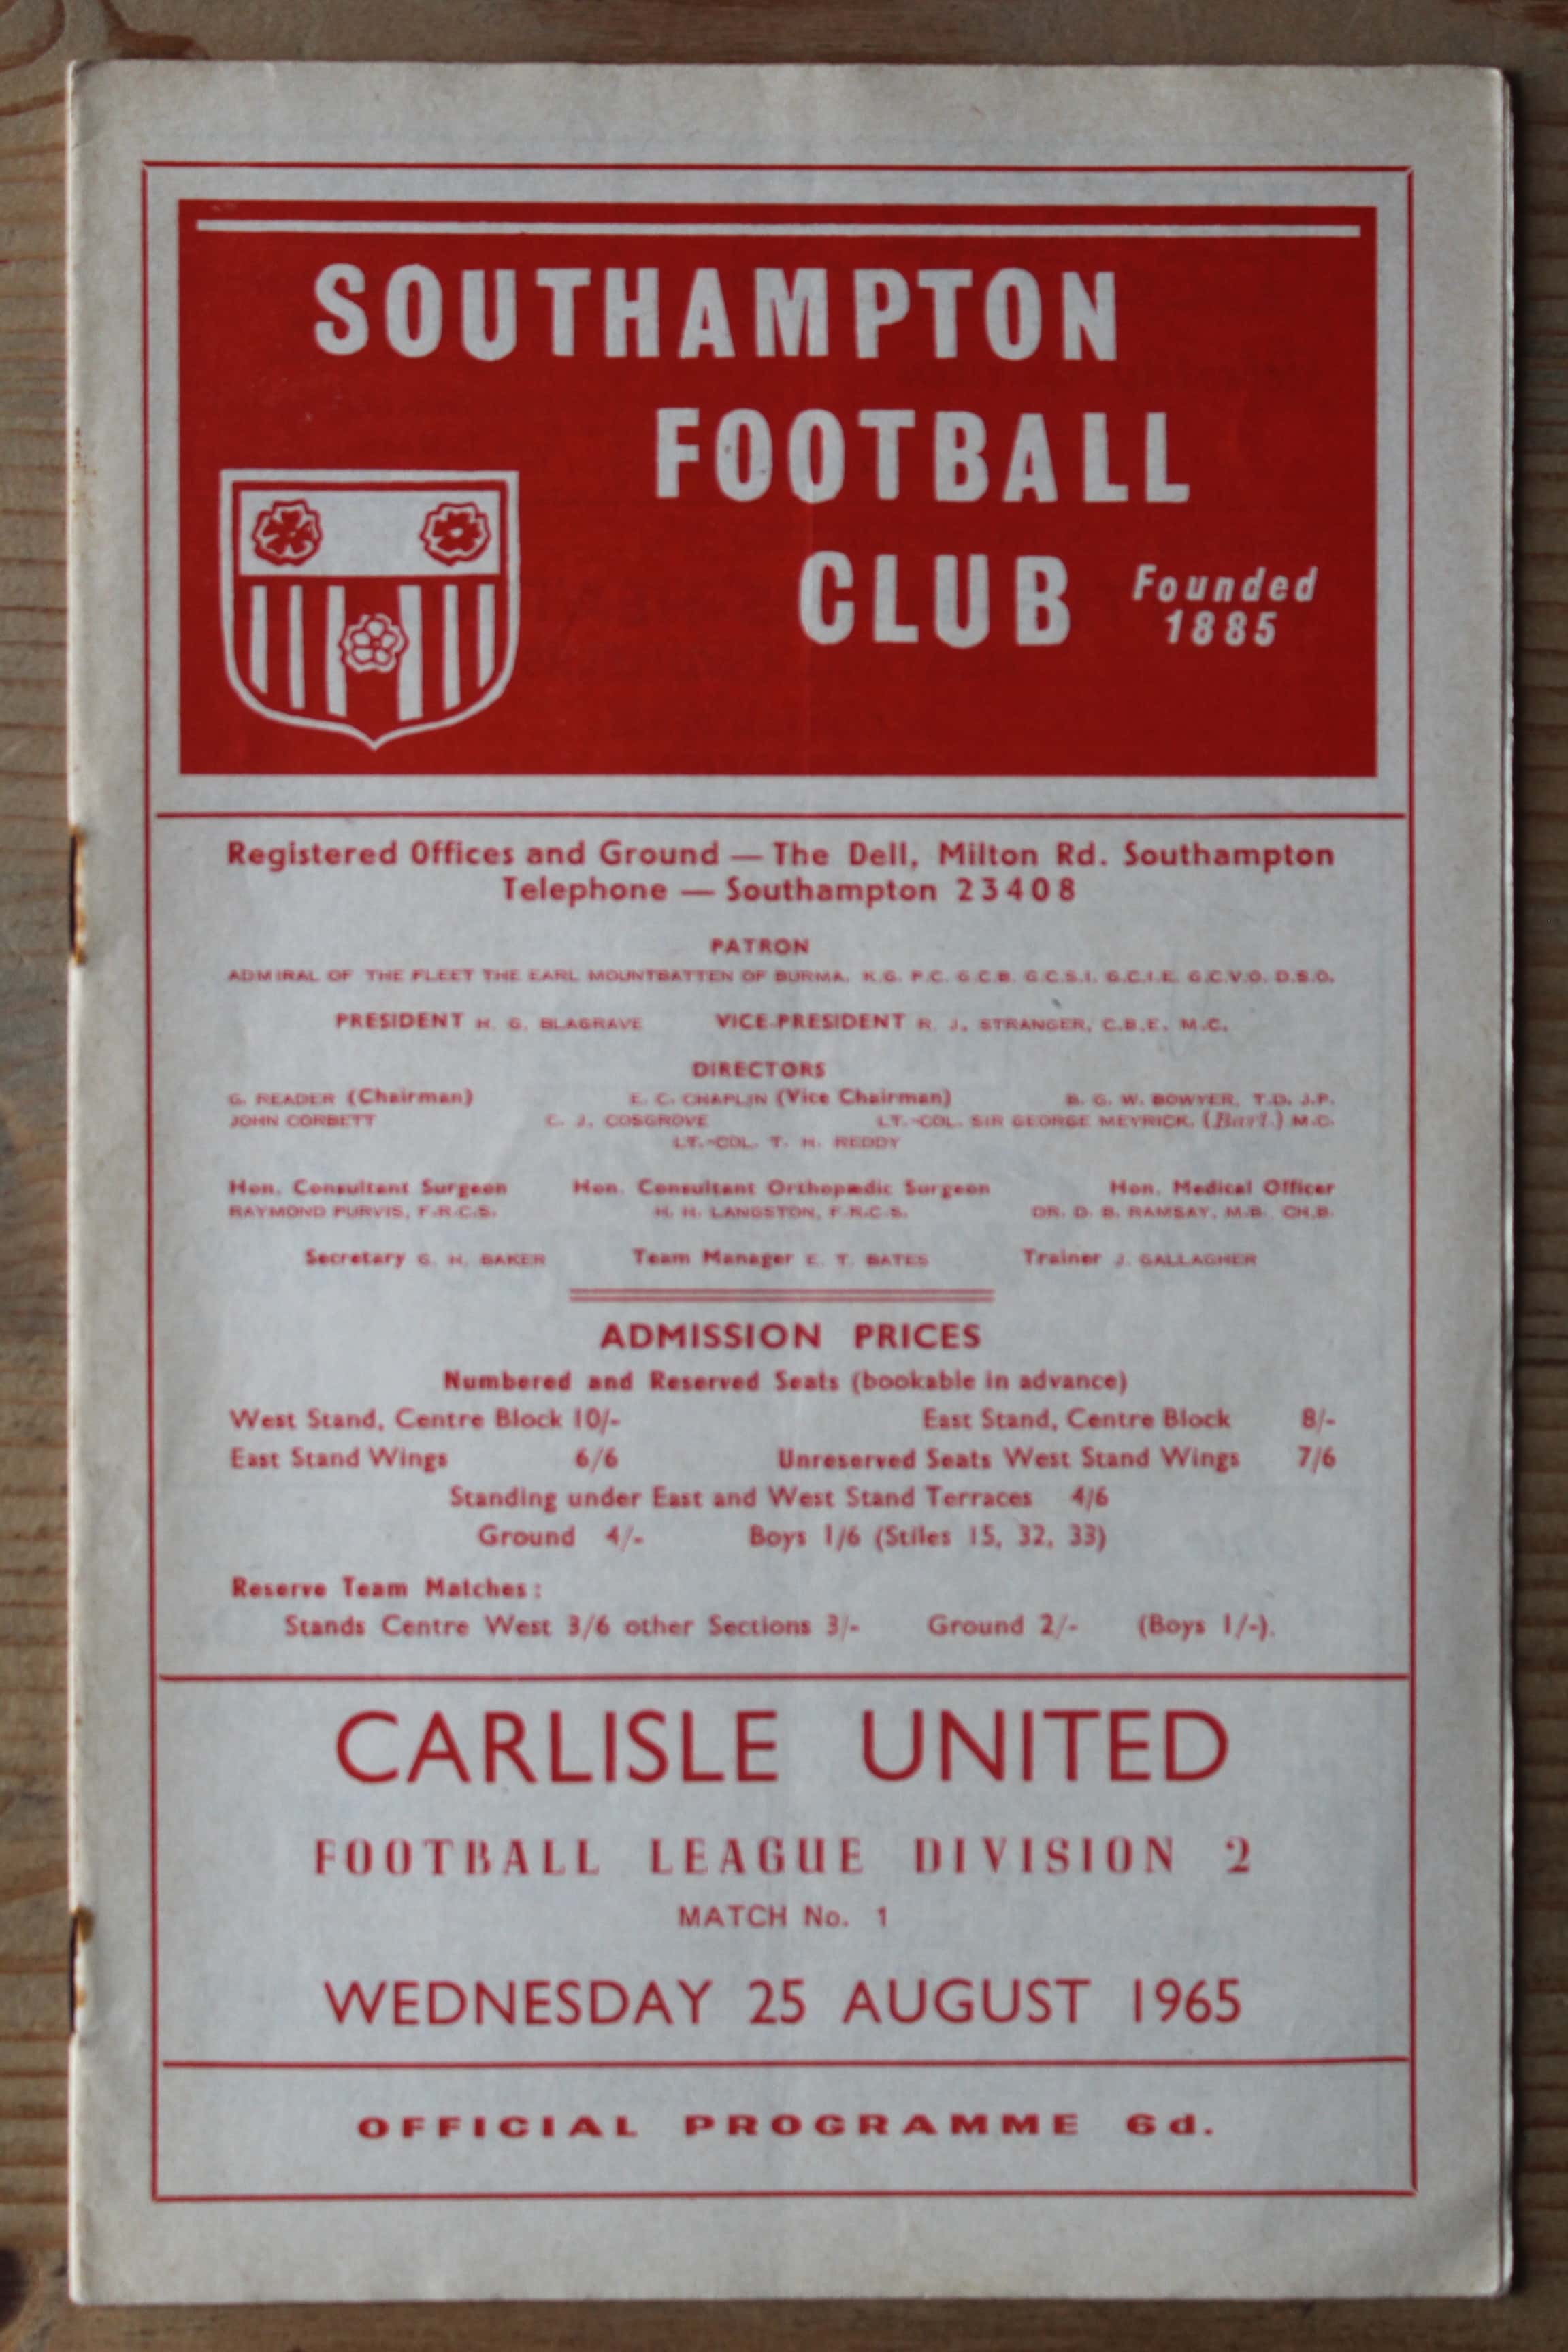 SOUTHAMPTON
FOOTBALL
CLUB Founded
1885
Registered Offices and Ground — The Dell, Milton Rd. Southampton
Telephone — Southampton 23408
PATRON
ADMIRAL OF THE FLEET THE EARL MOUNTBATTEN OF BURMA, K.G. P.C. G.C.B. G.C.S.I. G.C.I.E. G.C.V.O. D.S.O.
PRESIDENT H. G. BLAGRAVE VICE-PRESIDENT R. J. STRANGER, C.B.E. M.C.
DIRECTORS
G. READER (Chairman) E. C. CHAPLIN (Vice Chairman) B. G. W. BOWYER, T.D. J.P.
JOHN CORBETT C. J. COSGROVE LT.-COL. SIR GEORGE MEYRICK, (Bart.) M.C.
LT.-COL. T. H. REDDY
Hon. Consultant Surgeon Hon. Consultant Orthopædic Surgeon Hon. Medical Officer
RAYMOND PURVIS, F.R.C.S. H. H. LANGSTON, F.R.C.S. DR. D. B. RAMSAY, M.B. CH.B.
Secretary G. H. BAKER Team Manager E. T. BATES Trainer J. GALLAGHER
ADMISSION PRICES
Numbered and Reserved Seats (bookable in advance)
West Stand, Centre Block 10/- East Stand, Centre Block 8/-
East Stand Wings 6/6 Unreserved Seats West Stand Wings 7/6
Standing under East and West Stand Terraces 4/6
Ground 4/- Boys 1/6 (Stiles 15, 32, 33)
Reserve Team Matches :
Stands Centre West 3/6 other Sections 3/- Ground 2/- (Boys 1/-).
CARLISLE UNITED
FOOTBALL LEAGUE DIVISION 2
MATCH No. 1
WEDNESDAY 25 AUGUST 1965
OFFICIAL PROGRAMME 6d.